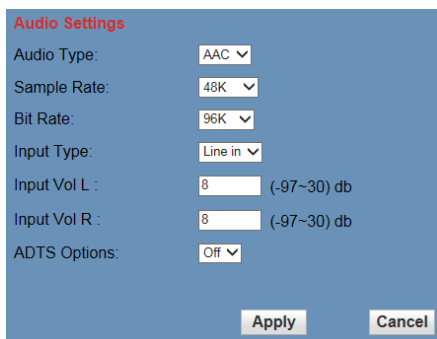 Audio Settings
Audio Type: AAC
Sample Rate: 48K
Bit Rate: 96K
Input Type: Line in
Input Vol L : 8 (-97~30) db
Input Vol R : 8 (-97~30) db
ADTS Options: Off
Apply Cancel